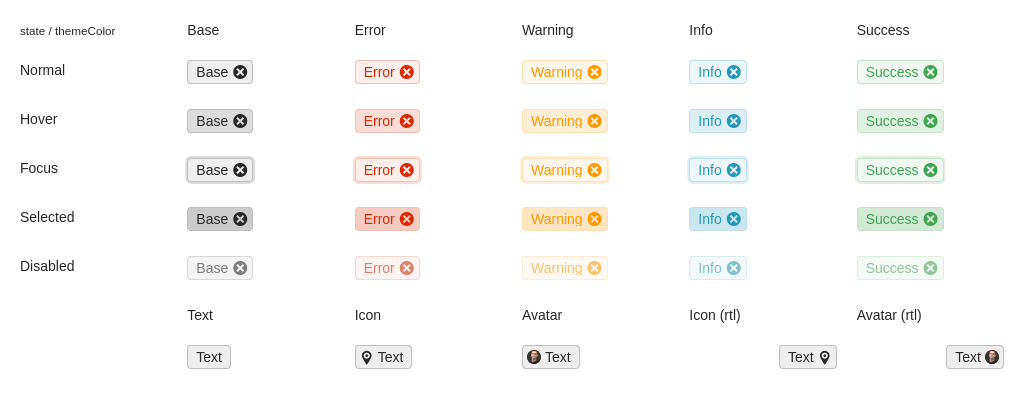 state / themeColor Base Error Warning Info Success
Normal Base Error Warning Info Success
Hover Base Error Warning Info Success
Focus Base Error Warning Info Success
Selected Base Error Warning Info Success
Disabled Base Error Warning Info Success
Text Icon Avatar Icon (rtl) Avatar (rtl)
Text Text Text Text Text